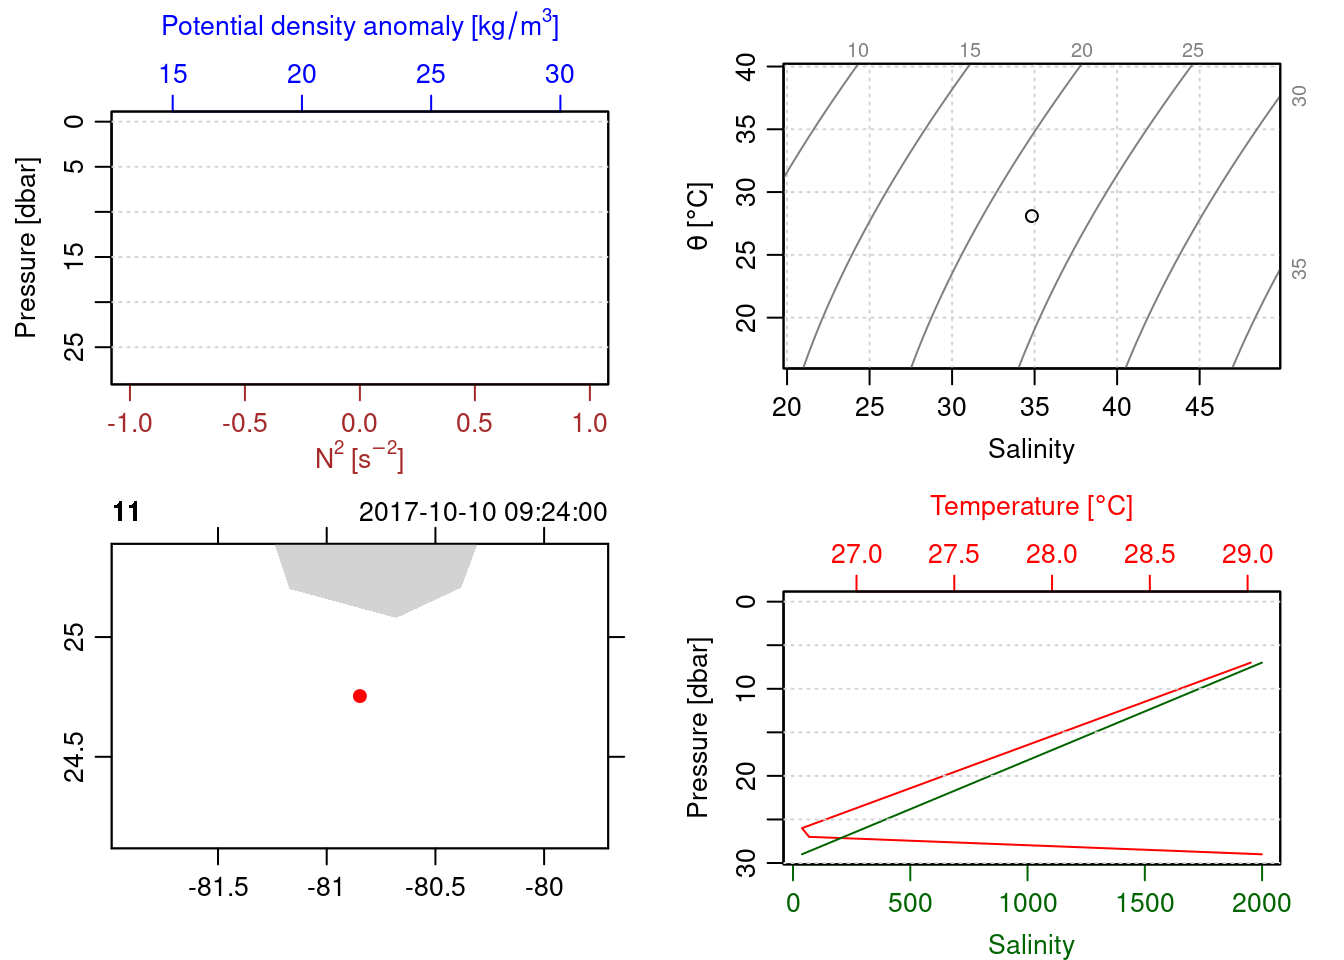 Potential density anomaly [kg/m³]
15 20 25 30
0
5
15
25
Pressure [dbar]
-1.0 -0.5 0.0 0.5 1.0
N² [s⁻²]
10 15 20 25
30
35
40
35
30
25
20
θ [°C]
20 25 30 35 40 45
Salinity
11 2017-10-10 09:24:00
25
24.5
-81.5 -81 -80.5 -80
Temperature [°C]
27.0 27.5 28.0 28.5 29.0
0
10
20
30
Pressure [dbar]
0 500 1000 1500 2000
Salinity